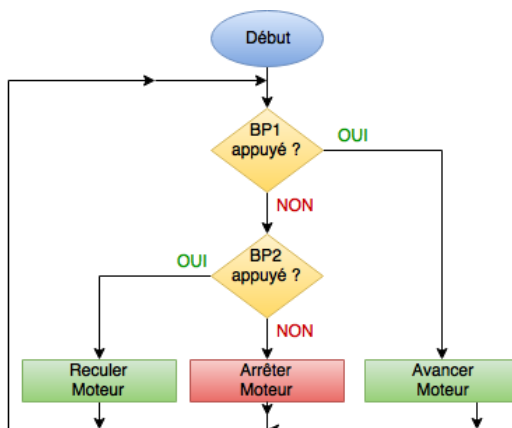 Début
BP1
appuyé ?
OUI
NON
BP2
appuyé ?
OUI
NON
Reculer
Moteur
Arrêter
Moteur
Avancer
Moteur